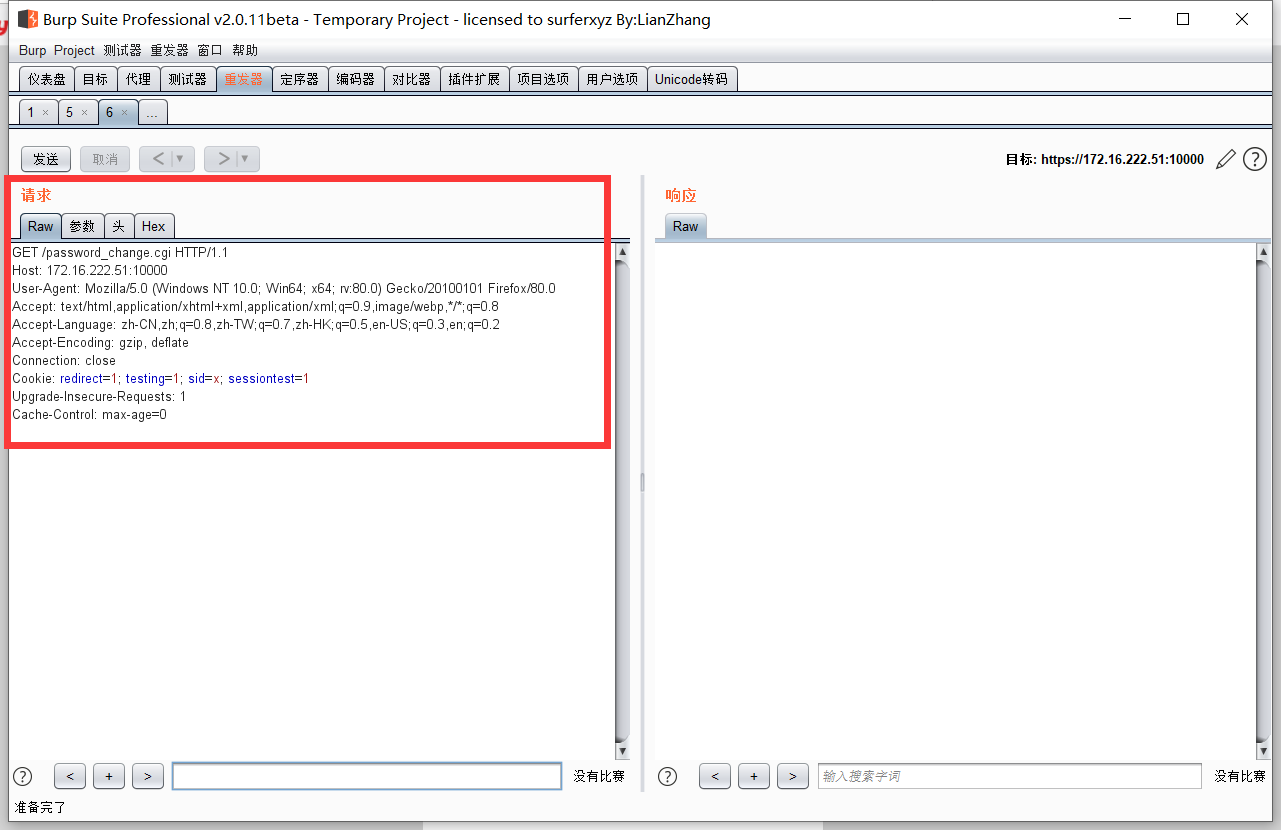 Burp Suite Professional v2.0.11beta - Temporary Project - licensed to surferxyz By:LianZhang
Burp Project 测试器 重发器 窗口 帮助
仪表盘 目标 代理 测试器 重发器 定序器 编码器 对比器 插件扩展 项目选项 用户选项 Unicode转码
1 × 5 × 6 × ...
发送 取消 < ▼ > ▼ 目标: https://172.16.222.51:10000 ?
请求
Raw 参数 头 Hex
GET /password_change.cgi HTTP/1.1
Host: 172.16.222.51:10000
User-Agent: Mozilla/5.0 (Windows NT 10.0; Win64; x64; rv:80.0) Gecko/20100101 Firefox/80.0
Accept: text/html,application/xhtml+xml,application/xml;q=0.9,image/webp,*/*;q=0.8
Accept-Language: zh-CN,zh;q=0.8,zh-TW;q=0.7,zh-HK;q=0.5,en-US;q=0.3,en;q=0.2
Accept-Encoding: gzip, deflate
Connection: close
Cookie: redirect=1; testing=1; sid=x; sessiontest=1
Upgrade-Insecure-Requests: 1
Cache-Control: max-age=0
? < + > 没有比赛
响应
Raw
? < + > 输入搜索字词 没有比赛
准备完了